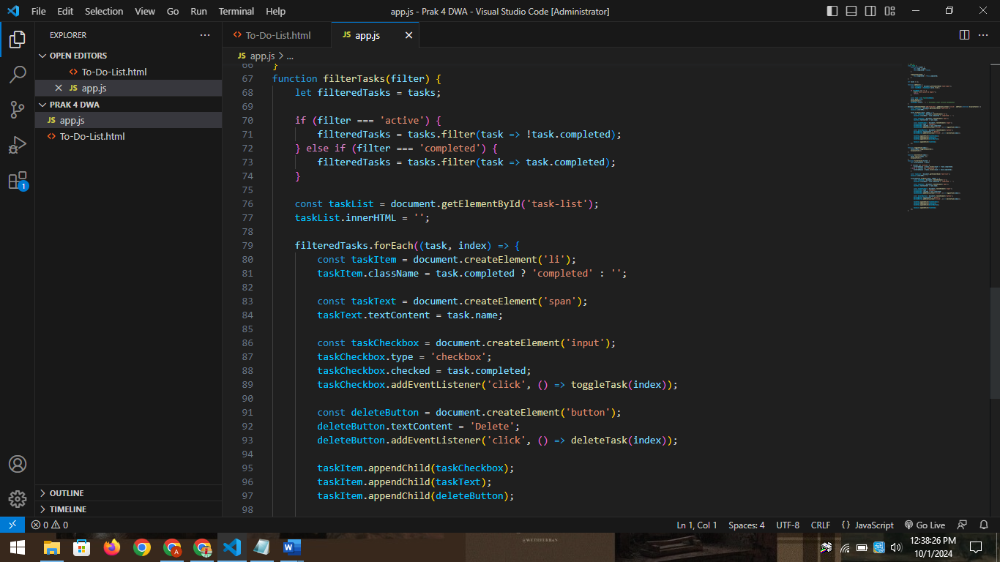 File Edit Selection View Go Run Terminal Help
app.js - Prak 4 DWA - Visual Studio Code [Administrator]
EXPLORER
OPEN EDITORS
To-Do-List.html
JS app.js
PRAK 4 DWA
JS app.js
To-Do-List.html
OUTLINE
TIMELINE
To-Do-List.html
JS app.js
JS app.js > ...
66 }
67 function filterTasks(filter) {
68 let filteredTasks = tasks;
69
70 if (filter === 'active') {
71 filteredTasks = tasks.filter(task => !task.completed);
72 } else if (filter === 'completed') {
73 filteredTasks = tasks.filter(task => task.completed);
74 }
75
76 const taskList = document.getElementById('task-list');
77 taskList.innerHTML = '';
78
79 filteredTasks.forEach((task, index) => {
80 const taskItem = document.createElement('li');
81 taskItem.className = task.completed ? 'completed' : '';
82
83 const taskText = document.createElement('span');
84 taskText.textContent = task.name;
85
86 const taskCheckbox = document.createElement('input');
87 taskCheckbox.type = 'checkbox';
88 taskCheckbox.checked = task.completed;
89 taskCheckbox.addEventListener('click', () => toggleTask(index));
90
91 const deleteButton = document.createElement('button');
92 deleteButton.textContent = 'Delete';
93 deleteButton.addEventListener('click', () => deleteTask(index));
94
95 taskItem.appendChild(taskCheckbox);
96 taskItem.appendChild(taskText);
97 taskItem.appendChild(deleteButton);
98
1
0 0
Ln 1, Col 1 Spaces: 4 UTF-8 CRLF {} JavaScript Go Live
12:38:26 PM
10/1/2024